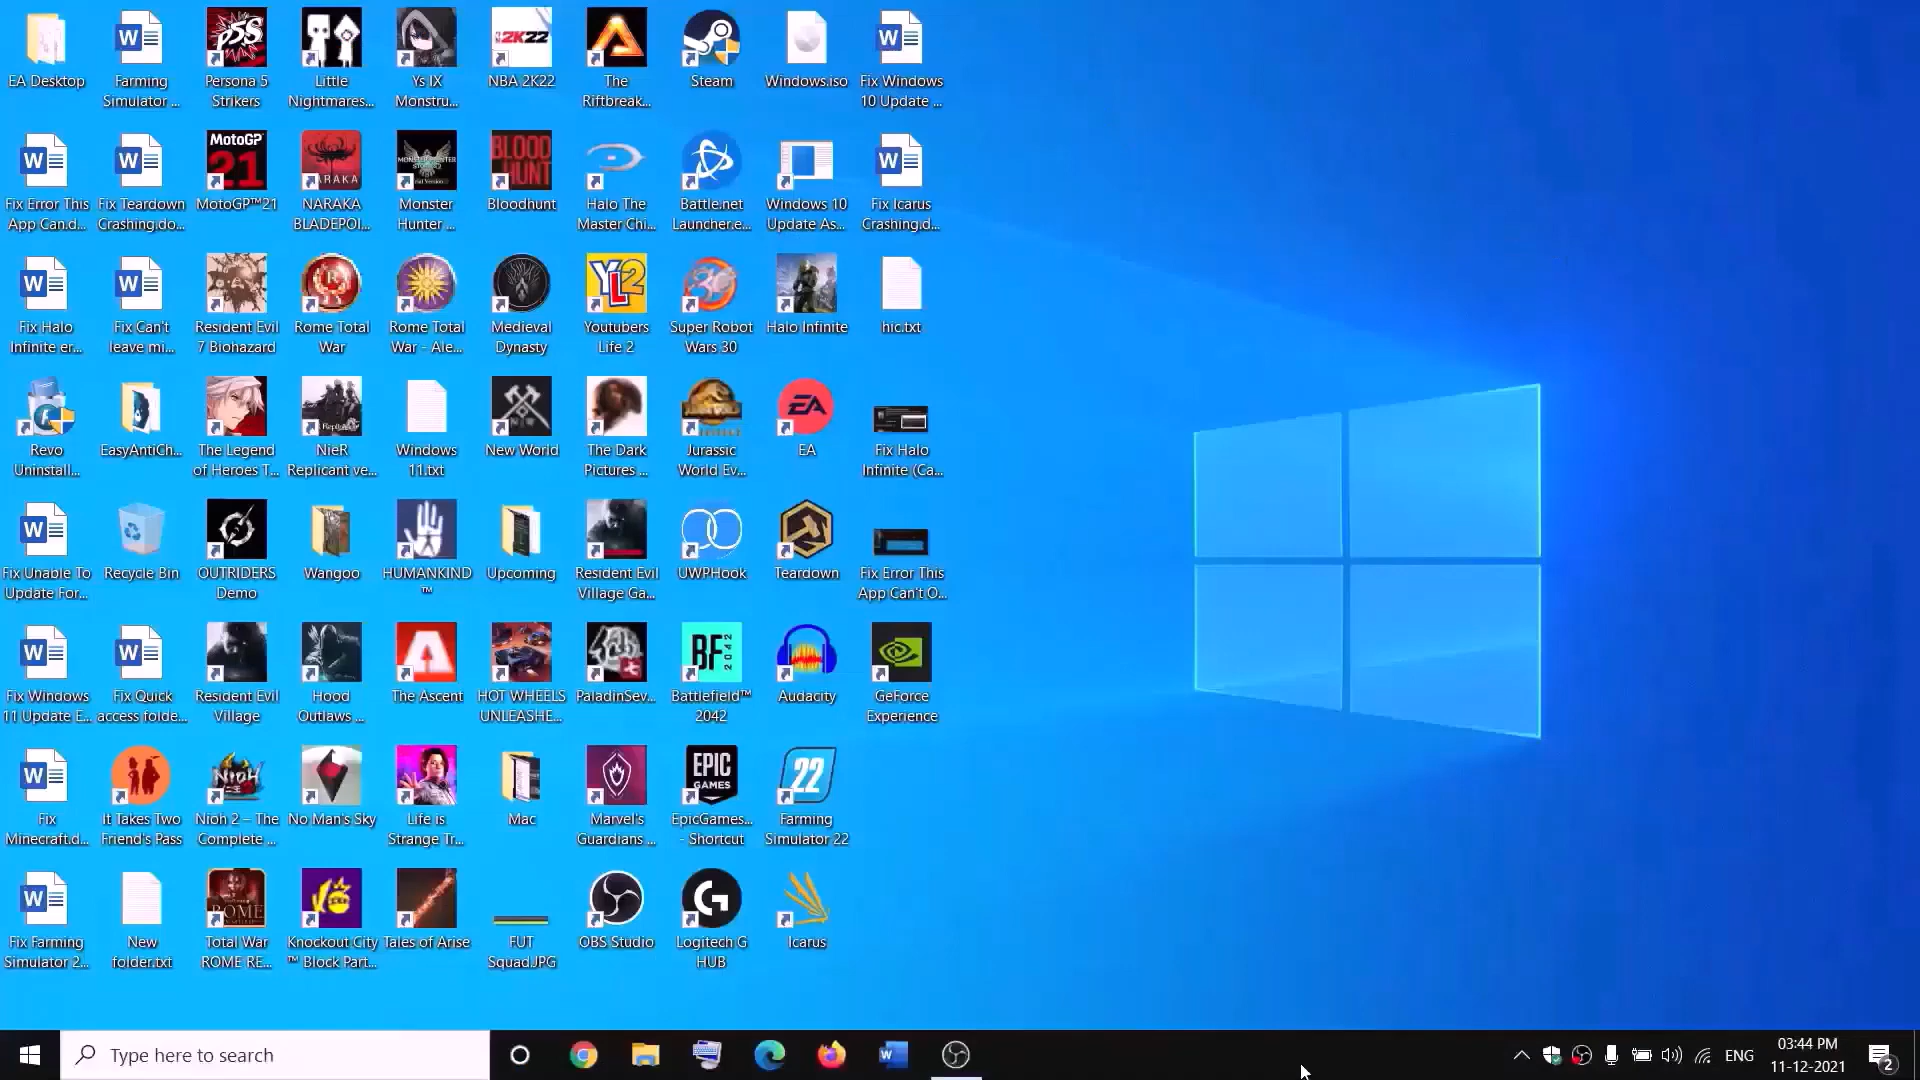 EA Desktop
Farming
Simulator ...
Persona 5
Strikers
Little
Nightmares...
Ys IX
Monstru...
NBA 2K22
The
Riftbreak...
Steam
Windows.iso
Fix Windows
10 Update ...
Fix Error This
App Can.d...
Fix Teardown
Crashing.do...
MotoGP™21
NARAKA
BLADEPOI...
Monster
Hunter ...
Bloodhunt
Halo The
Master Chi...
Battle.net
Launcher.e...
Windows 10
Update As...
Fix Icarus
Crashing.d...
Fix Halo
Infinite er...
Fix Can't
leave mi...
Resident Evil
7 Biohazard
Rome Total
War
Rome Total
War - Ale...
Medieval
Dynasty
Youtubers
Life 2
Super Robot
Wars 30
Halo Infinite
hic.txt
Revo
Uninstall...
EasyAntiCh...
The Legend
of Heroes T...
NieR
Replicant ve...
Windows
11.txt
New World
The Dark
Pictures ...
Jurassic
World Ev...
EA
Fix Halo
Infinite (Ca...
Fix Unable To
Update For...
Recycle Bin
OUTRIDERS
Demo
Wangoo
HUMANKIND
™
Upcoming
Resident Evil
Village Ga...
UWPHook
Teardown
Fix Error This
App Can't O...
Fix Windows
11 Update E...
Fix Quick
access folde...
Resident Evil
Village
Hood
Outlaws ...
The Ascent
HOT WHEELS
UNLEASHE...
PaladinSev...
Battlefield™
2042
Audacity
GeForce
Experience
Fix
Minecraft.d...
It Takes Two
Friend's Pass
Nioh 2 – The
Complete ...
No Man's Sky
Life is
Strange Tr...
Mac
Marvel's
Guardians ...
EpicGames...
- Shortcut
Farming
Simulator 22
Fix Farming
Simulator 2...
New
folder.txt
Total War
ROME RE...
Knockout City
™ Block Part...
Tales of Arise
FUT
Squad.JPG
OBS Studio
Logitech G
HUB
Icarus
Type here to search
ENG
03:44 PM
11-12-2021
2